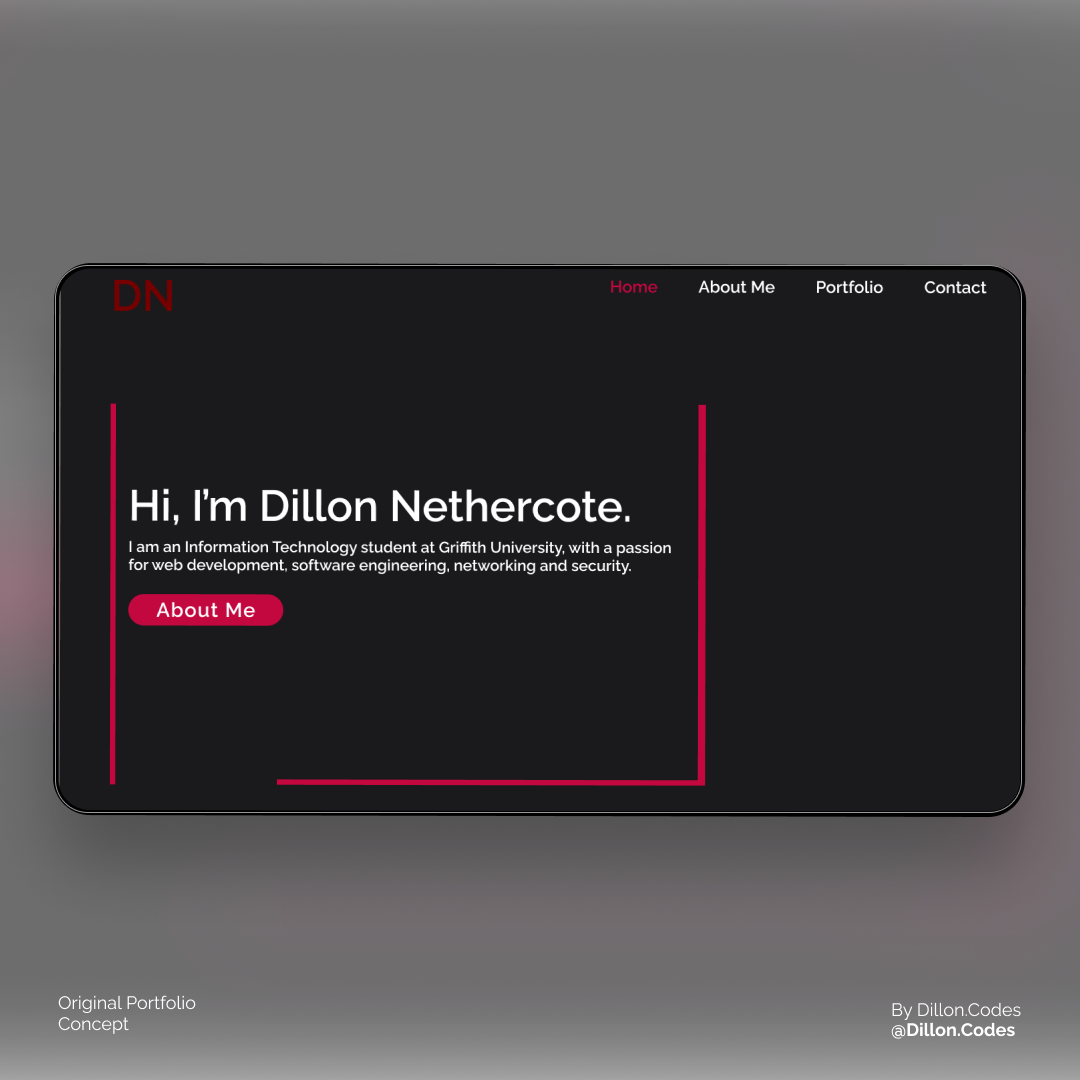 DN
Home About Me Portfolio Contact
Hi, I’m Dillon Nethercote.
I am an Information Technology student at Griffith University, with a passion
for web development, software engineering, networking and security.
About Me
Original Portfolio
Concept
By Dillon.Codes
@Dillon.Codes